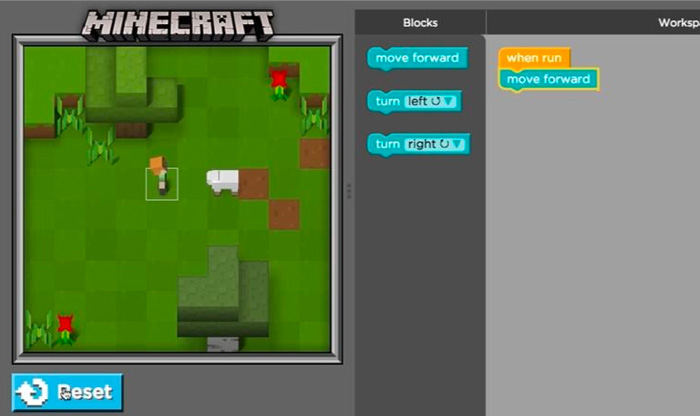 MINECRAFT
Blocks
Worksp
move forward
turn left
turn right
when run
move forward
Reset